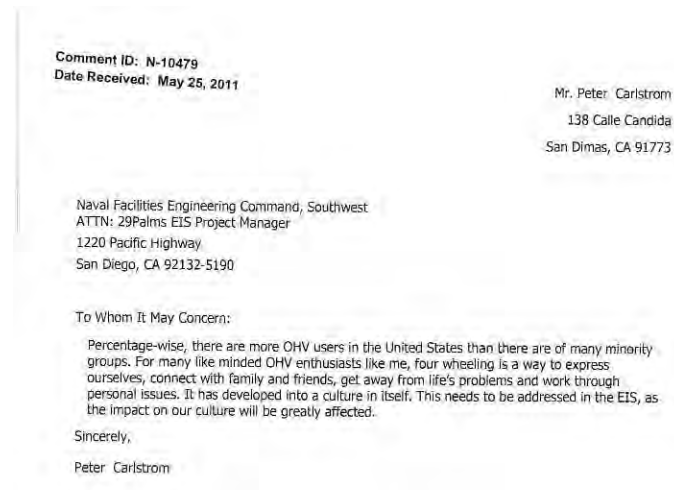 Comment ID: N-10479
Date Received: May 25, 2011
Mr. Peter Carlstrom
138 Calle Candida
San Dimas, CA 91773
Naval Facilities Engineering Command, Southwest
ATTN: 29Palms EIS Project Manager
1220 Pacific Highway
San Diego, CA 92132-5190
To Whom It May Concern:
Percentage-wise, there are more OHV users in the United States than there are of many minority
groups. For many like minded OHV enthusiasts like me, four wheeling is a way to express
ourselves, connect with family and friends, get away from life's problems and work through
personal issues. It has developed into a culture in itself. This needs to be addressed in the EIS, as
the impact on our culture will be greatly affected.
Sincerely,
Peter Carlstrom